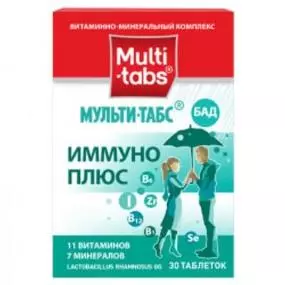 ВИТАМИННО-МИНЕРАЛЬНЫЙ КОМПЛЕКС
Multi
-tabs®
МУЛЬТИ-ТАБС®
БАД
ИММУНО
ПЛЮС
B6
I
Zr
B12
B1
Se
11 ВИТАМИНОВ
7 МИНЕРАЛОВ
LACTOBACILLUS RHAMNOSUS GG
30 ТАБЛЕТОК